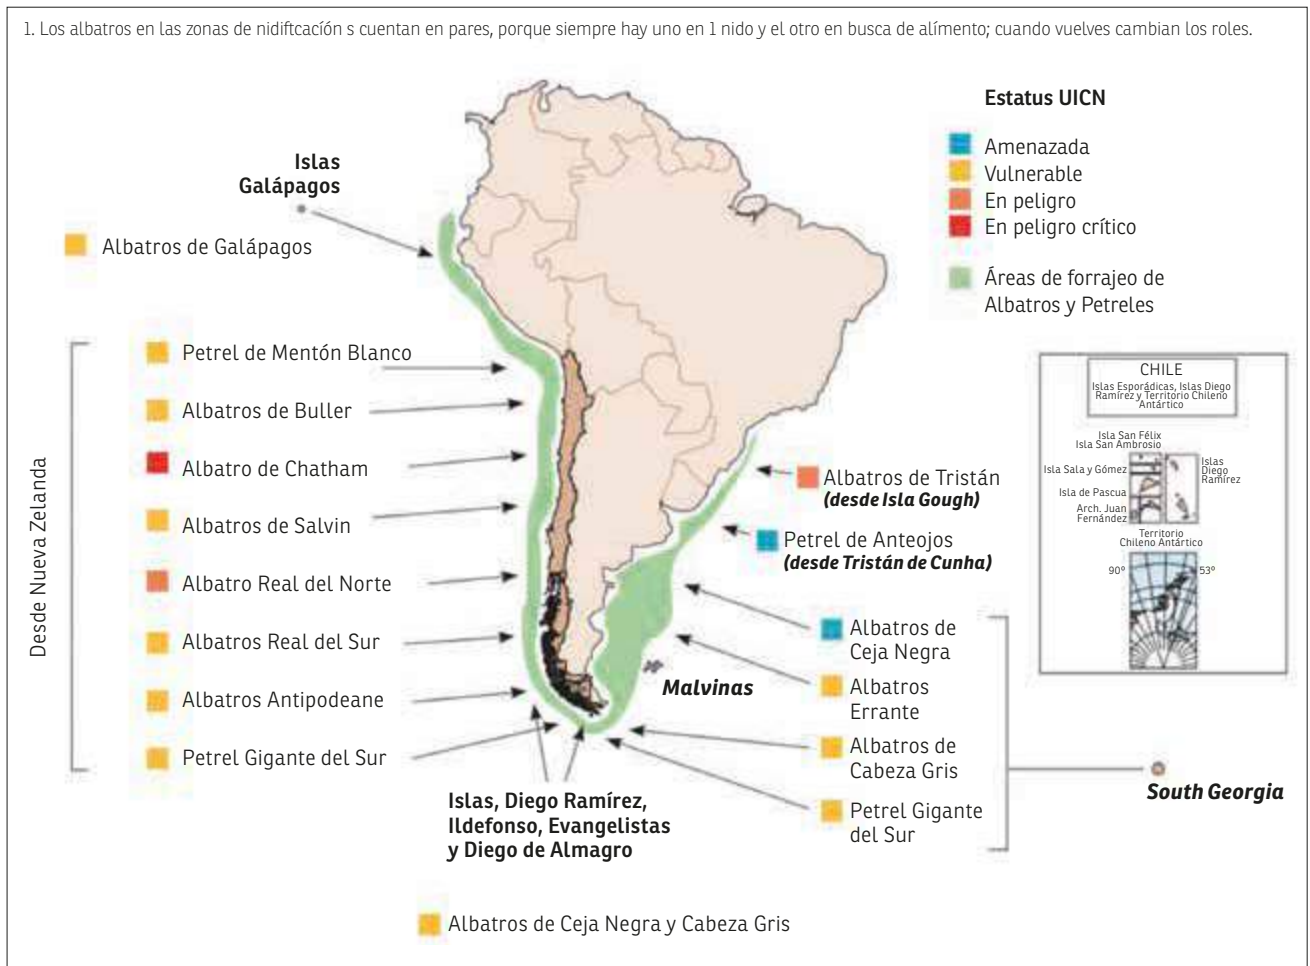 1. Los albatros en las zonas de nidiftcacíón s cuentan en pares, porque siempre hay uno en 1 nido y el otro en busca de alímento; cuando vuelves cambian los roles.
Estatus UICN
Amenazada
Vulnerable
En peligro
En peligro crítico
Áreas de forrajeo de
Albatros y Petreles
Islas
Galápagos
Albatros de Galápagos
Desde Nueva Zelanda
Petrel de Mentón Blanco
Albatros de Buller
Albatro de Chatham
Albatros de Salvin
Albatro Real del Norte
Albatros Real del Sur
Albatros Antipodeane
Petrel Gigante del Sur
Islas, Diego Ramírez,
Ildefonso, Evangelistas
y Diego de Almagro
Albatros de Ceja Negra y Cabeza Gris
Albatros de Tristán
(desde Isla Gough)
Petrel de Anteojos
(desde Tristán de Cunha)
Albatros de
Ceja Negra
Albatros
Errante
Albatros de
Cabeza Gris
Petrel Gigante
del Sur
Malvinas
South Georgia
CHILE
Islas Esporádicas, Islas Diego
Ramírez y Territorio Chileno
Antártico
Isla San Félix
Isla San Ambrosio
Isla Sala y Gómez
Isla de Pascua
Arch. Juan
Fernández
Islas
Diego
Ramírez
Territorio
Chileno Antártico
90°
53°